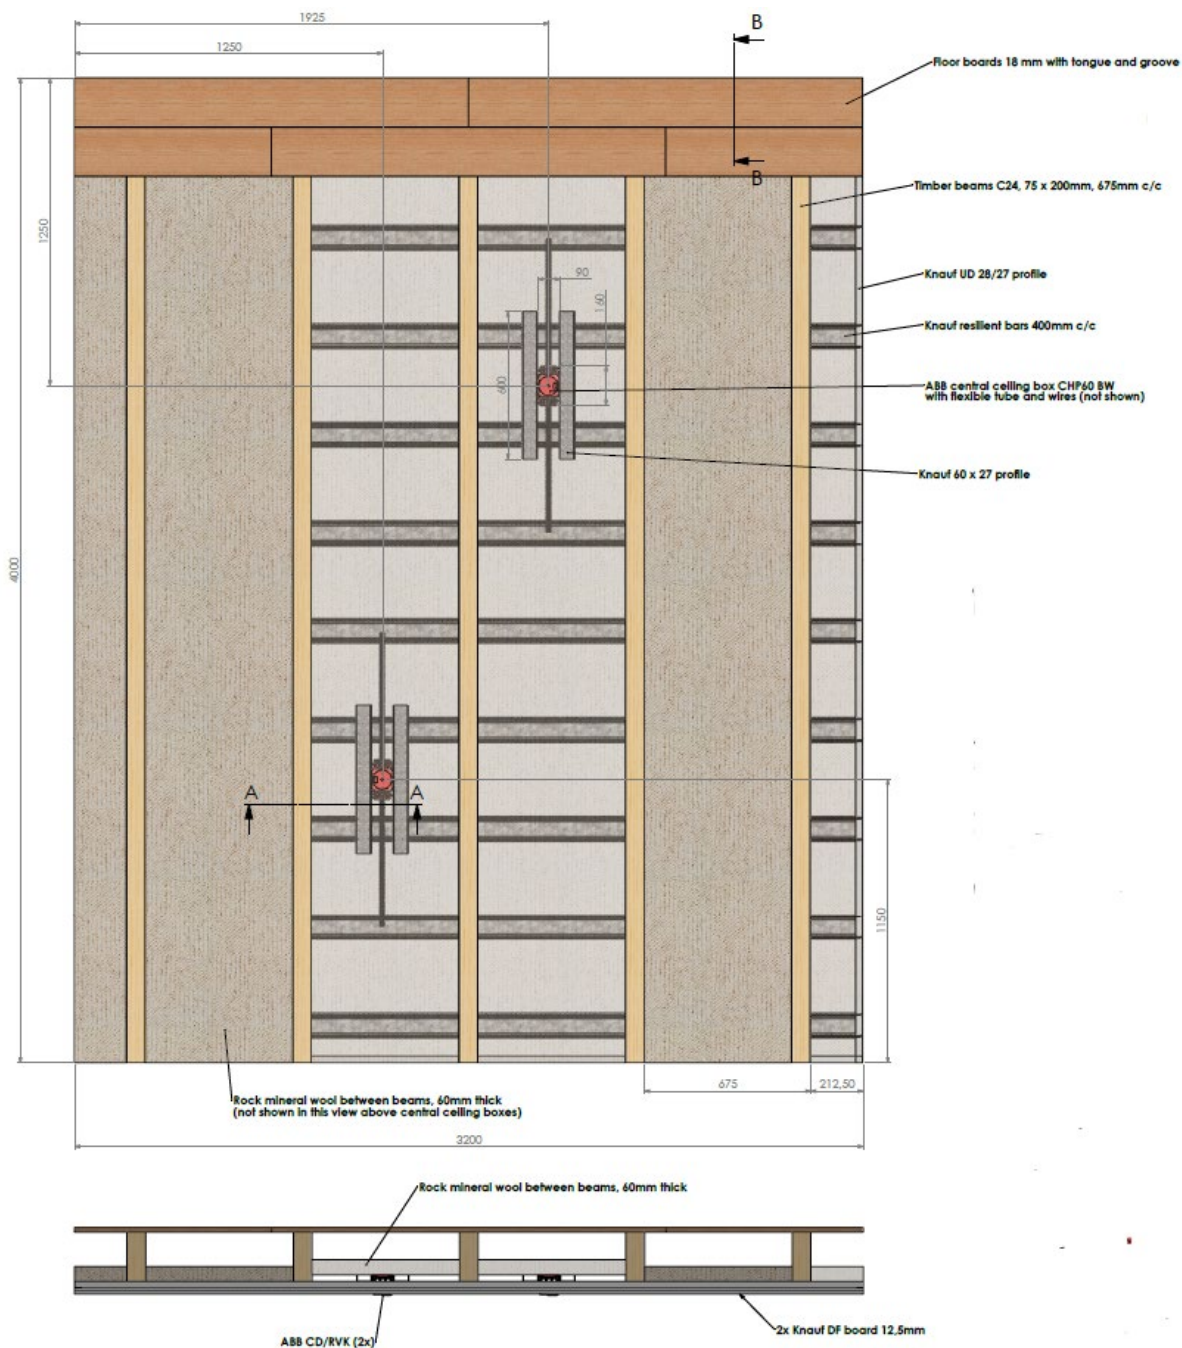 1925
B
1250
Floor boards 18 mm with tongue and groove
B
Timber beams C24, 75 x 200mm, 675mm c/c
1250
Knauf UD 28/27 profile
90
160
Knauf resilient bars 400mm c/c
600
ABB central ceiling box CHP60 BW
with flexible tube and wires (not shown)
Knauf 60 x 27 profile
4000
A
A
1150
675
212,50
Rock mineral wool between beams, 60mm thick
(not shown in this view above central ceiling boxes)
3200
Rock mineral wool between beams, 60mm thick
2x Knauf DF board 12,5mm
ABB CD/RVK (2x)